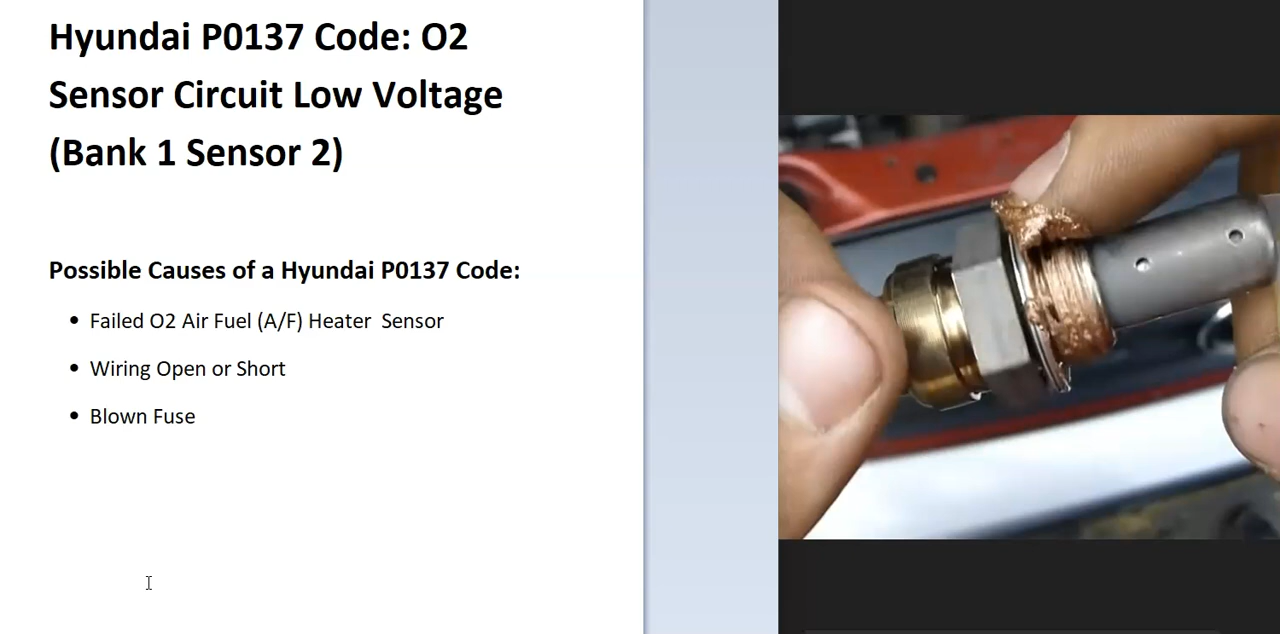 Hyundai P0137 Code: O2
Sensor Circuit Low Voltage
(Bank 1 Sensor 2)
Possible Causes of a Hyundai P0137 Code:
• Failed O2 Air Fuel (A/F) Heater  Sensor
• Wiring Open or Short
• Blown Fuse